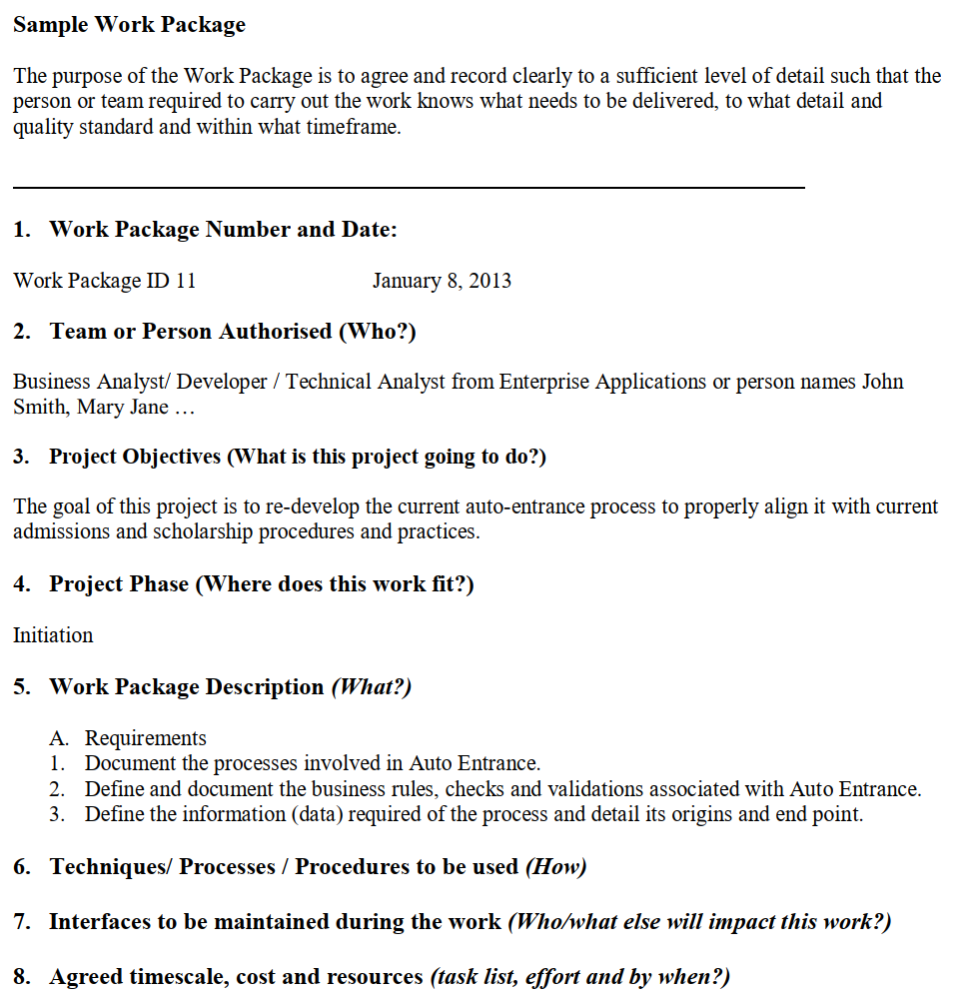 Sample Work Package
The purpose of the Work Package is to agree and record clearly to a sufficient level of detail such that the
person or team required to carry out the work knows what needs to be delivered, to what detail and
quality standard and within what timeframe.
1. Work Package Number and Date:
Work Package ID 11 January 8, 2013
2. Team or Person Authorised (Who?)
Business Analyst/ Developer / Technical Analyst from Enterprise Applications or person names John
Smith, Mary Jane …
3. Project Objectives (What is this project going to do?)
The goal of this project is to re-develop the current auto-entrance process to properly align it with current
admissions and scholarship procedures and practices.
4. Project Phase (Where does this work fit?)
Initiation
5. Work Package Description (What?)
A. Requirements
1. Document the processes involved in Auto Entrance.
2. Define and document the business rules, checks and validations associated with Auto Entrance.
3. Define the information (data) required of the process and detail its origins and end point.
6. Techniques/ Processes / Procedures to be used (How)
7. Interfaces to be maintained during the work (Who/what else will impact this work?)
8. Agreed timescale, cost and resources (task list, effort and by when?)